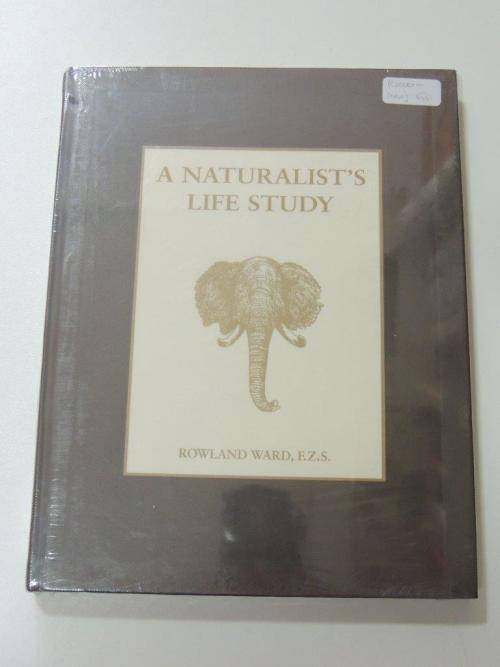 A NATURALIST'S
LIFE STUDY
ROWLAND WARD, F.Z.S.